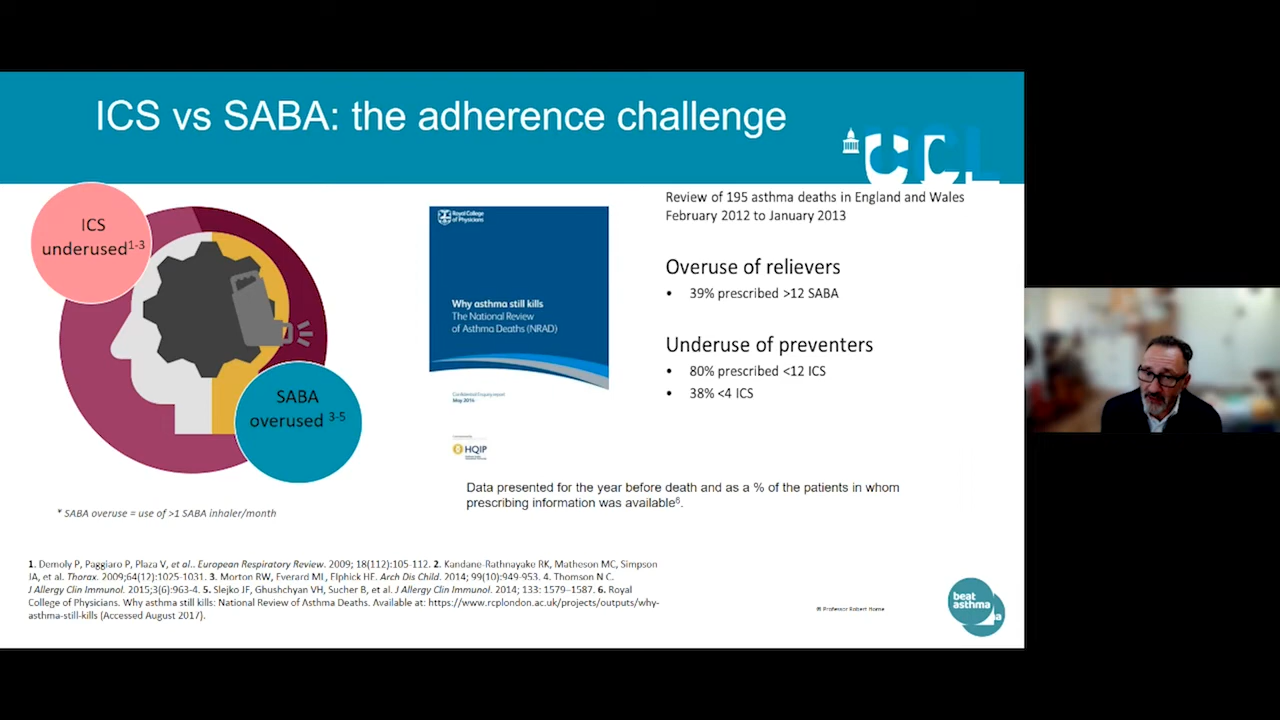 ICS vs SABA: the adherence challenge
UCL
ICS
underused1-3
SABA
overused 3-5
* SABA overuse = use of >1 SABA inhaler/month
Royal College
of Physicians
Why asthma still kills
The National Review
of Asthma Deaths (NRAD)
Confidential Enquiry report
May 2014
HQIP
Review of 195 asthma deaths in England and Wales
February 2012 to January 2013
Overuse of relievers
• 39% prescribed >12 SABA
Underuse of preventers
• 80% prescribed <12 ICS
• 38% <4 ICS
Data presented for the year before death and as a % of the patients in whom
prescribing information was available6.
1. Demoly P, Paggiaro P, Plaza V, et al.. European Respiratory Review. 2009; 18(112):105-112. 2. Kandane-Rathnayake RK, Matheson MC, Simpson
JA, et al. Thorax. 2009;64(12):1025-1031. 3. Morton RW, Everard ML, Elphick HE. Arch Dis Child. 2014; 99(10):949-953. 4. Thomson N C.
J Allergy Clin Immunol. 2015;3(6):963-4. 5. Slejko JF, Ghushchyan VH, Sucher B, et al. J Allergy Clin Immunol. 2014; 133: 1579–1587. 6. Royal
College of Physicians. Why asthma still kills: National Review of Asthma Deaths. Available at: https://www.rcplondon.ac.uk/projects/outputs/why-
asthma-still-kills (Accessed August 2017).
© Professor Robert Horne
beat
asthma